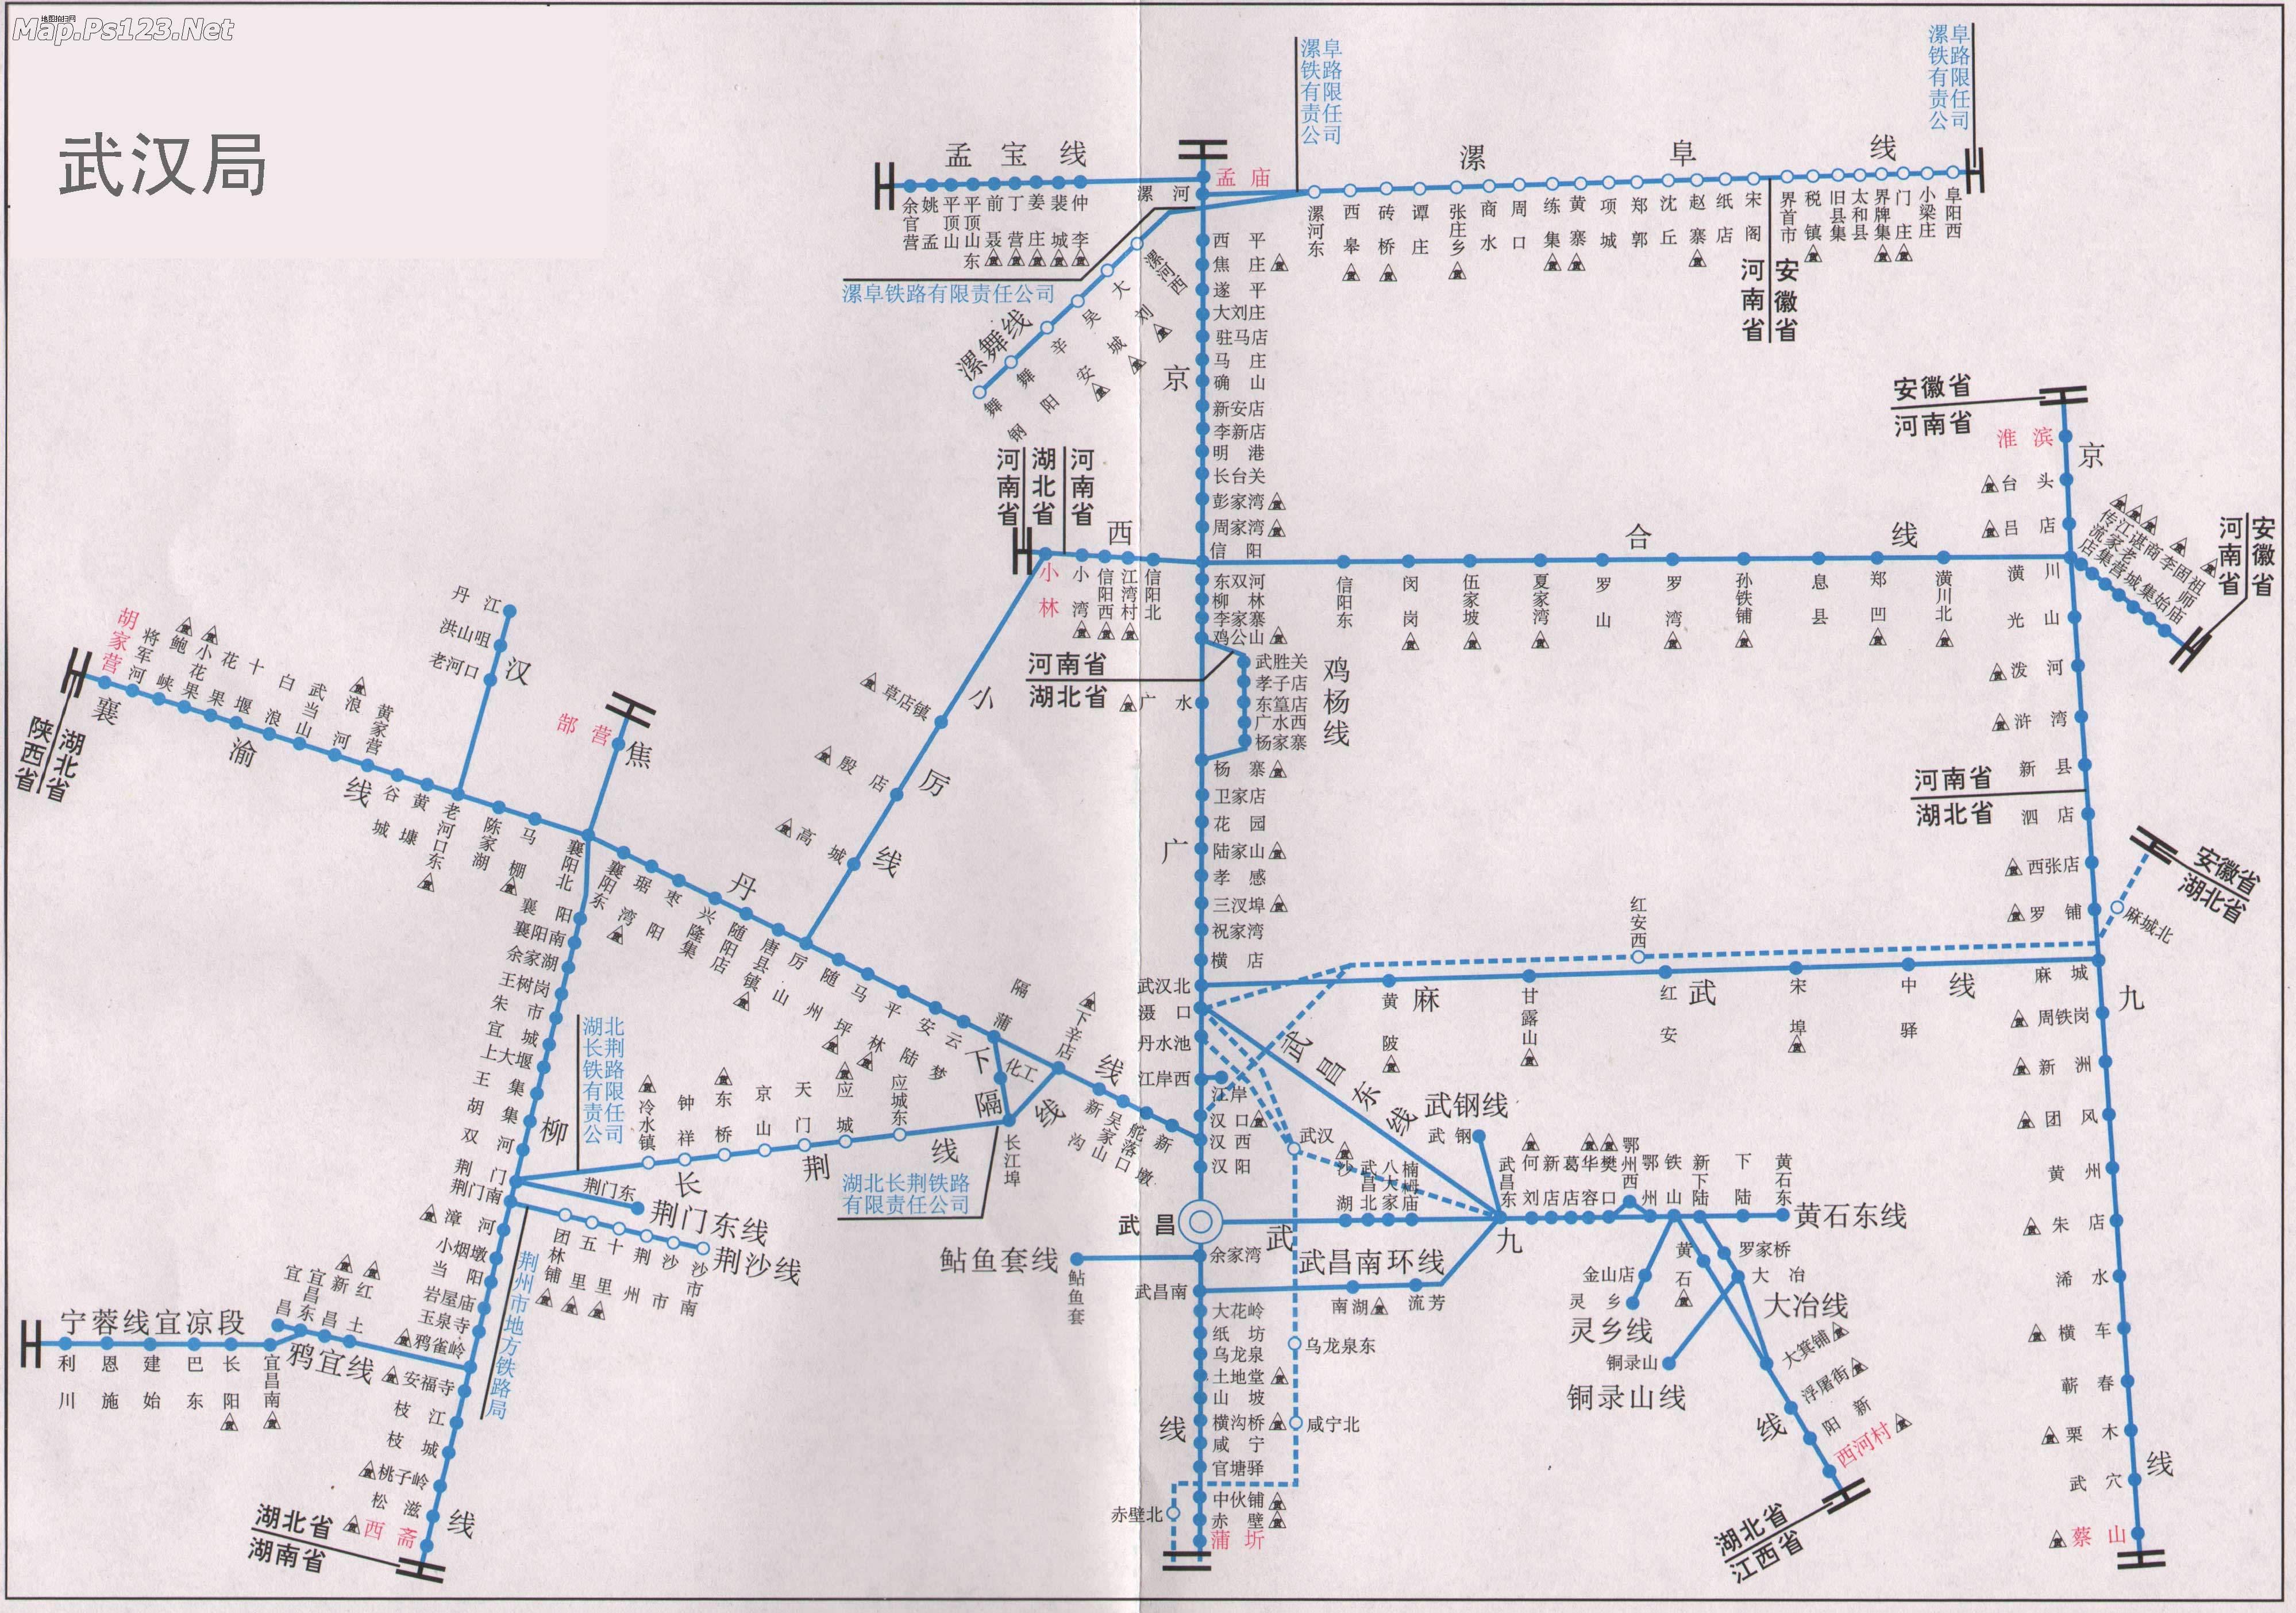 地图拍归网
Map.Ps123.Net
武汉局
孟宝线
余官营
姚孟
平顶山
平顶山东
前聂
丁营
姜庄
裴城
仲李
孟庙
漯河
漯阜铁路有限责任公司
漯阜铁路有限责任公司
漯阜铁路有限责任公司
漯阜线
漯河东
西皋
砖桥
谭庄
张庄乡
商水
周口
练集
黄寨
项城
郑郭
沈丘
赵寨
纸店
宋阁
界首市
税镇
旧县集
太和县
界牌集
门庄
小梁庄
阜阳西
河南省
安徽省
漯舞线
漯河西
大刘
吴城
辛安
舞阳
舞钢
京广线
西平
焦庄
遂平
大刘庄
驻马店
马庄
确山
新安店
李新店
明港
长台关
彭家湾
周家湾
信阳
东双河
柳林
李家寨
鸡公山
河南省
湖北省
广水
鸡杨线
武胜关
孝子店
东篁店
广水西
杨家寨
杨寨
卫家店
花园
陆家山
孝感
三汊埠
祝家湾
横店
武汉北
滠口
丹水池
江岸西
江岸
汉口
汉西
汉阳
武昌
余家湾
武昌南
大花岭
纸坊
乌龙泉
土地堂
山坡
横沟桥
咸宁
官塘驿
中伙铺
赤壁
蒲圻
赤壁北
河南省
湖北省
河南省
西合线
小林
小湾
信阳西
江湾村
信阳北
信阳东
闵岗
伍家坡
夏家湾
罗山
罗湾
孙铁铺
息县
郑凹
潢川北
潢川
安徽省
河南省
京九线
淮滨
台头
吕店
传流店
江家集
谌老营
商城
李集
固始
祖师庙
河南省
安徽省
光山
泼河
浒湾
新县
河南省
湖北省
泗店
西张店
罗铺
麻城
麻城北
安徽省
湖北省
周铁岗
新洲
团风
黄州
朱店
浠水
横车
蕲春
栗木
武穴
蔡山
小厉线
草店镇
殷店
高城
汉丹线
丹江
洪山咀
老河口
胡家营
将军河
鲍峡
小花果
花果
十堰
白浪
武当山
浪河
黄家营
谷城
黄塽
老河口东
陈家湖
马棚
襄阳北
襄渝线
陕西省
湖北省
焦柳线
郜营
襄阳东
琚湾
枣阳
兴隆集
随阳店
唐县镇
厉山
随州
马坪
平林
安陆
云梦
蒲
隔
化工
下辛店
新沟
吴家山
舵落口
新墩
下隔线
长江埠
襄阳
襄阳南
余家湖
王树岗
朱市
宜城
上大堰
王集
胡集
双河
荆门
荆门南
漳河
小烟墩
当阳
岩屋庙
玉泉寺
鸦雀岭
安福寺
枝江
枝城
桃子岭
松滋
西斋
湖北省
湖南省
湖北长荆铁路有限责任公司
冷水镇
钟祥
东桥
京山
天门
应城
应城东
长荆线
湖北长荆铁路
有限责任公司
荆门东
荆门东线
荆沙线
团林铺
五里
十里
荆州
沙市
沙市南
荆州市地方铁路局
宁蓉线宜凉段
利川
恩施
建始
巴东
长阳
宜昌南
鸦宜线
宜昌
宜昌东
新昌
红土
鲇鱼套线
鲇鱼套
武麻线
黄陂
甘露山
红安
宋埠
中驿
红安西
武昌东线
武汉
武钢线
武钢
武九线
沙湖
武昌北
八大家
楠姆庙
武昌东
何刘
新店
葛店
华容
樊口
鄂州西
鄂州
铁山
新下陆
下陆
黄石东
黄石东线
武昌南环线
南湖
流芳
乌龙泉东
咸宁北
金山店
灵乡
灵乡线
黄石
罗家桥
大冶
大冶线
铜录山
铜录山线
大箕铺
浮屠街
阳新
西河村
湖北省
江西省